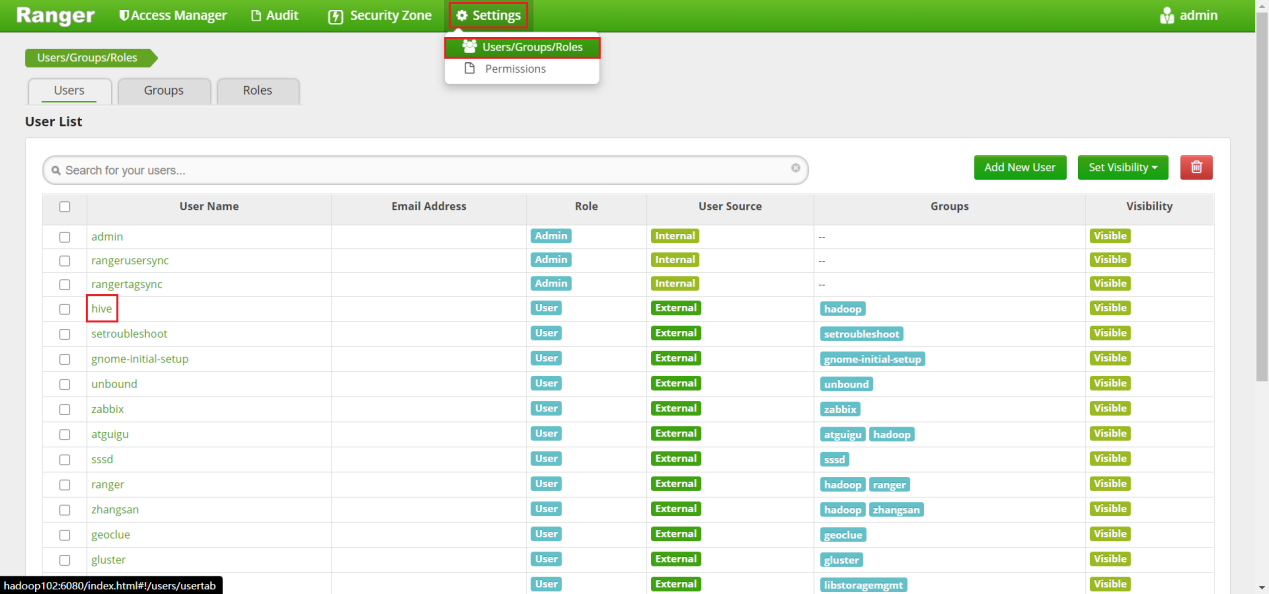 Ranger Access Manager Audit Security Zone Settings admin
Users/Groups/Roles
Permissions
Users/Groups/Roles
Users Groups Roles
User List
Search for your users...
Add New User Set Visibility
User Name Email Address Role User Source Groups Visibility
admin Admin Internal -- Visible
rangerusersync Admin Internal -- Visible
rangertagsync Admin Internal -- Visible
hive User External hadoop Visible
setroubleshoot User External setroubleshoot Visible
gnome-initial-setup User External gnome-initial-setup Visible
unbound User External unbound Visible
zabbix User External zabbix Visible
atguigu User External atguigu hadoop Visible
sssd User External sssd Visible
ranger User External hadoop ranger Visible
zhangsan User External hadoop zhangsan Visible
geoclue User External geoclue Visible
gluster User External gluster Visible
User External libstoragemgmt Visible
hadoop102:6080/index.html#!/users/usertab